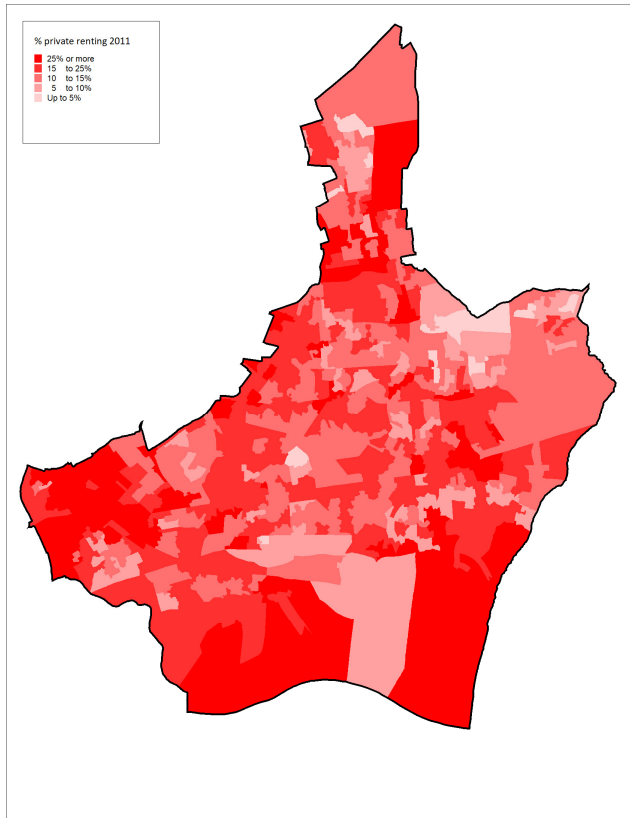 % private renting 2011
25% or more
15 to 25%
10 to 15%
5 to 10%
Up to 5%